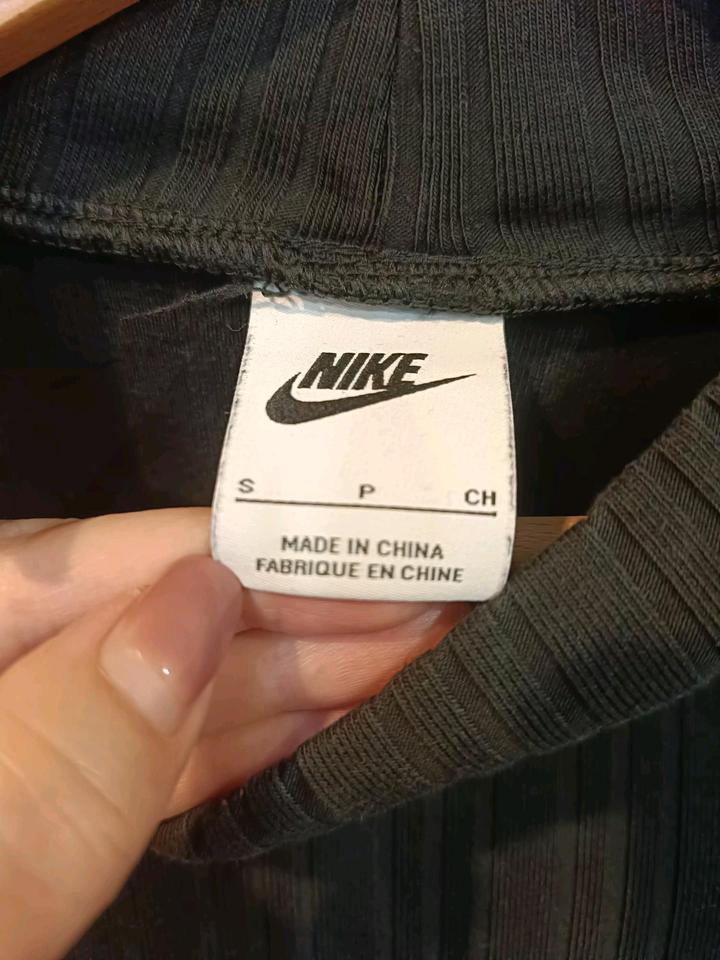 NIKE
S P CH
MADE IN CHINA
FABRIQUE EN CHINE